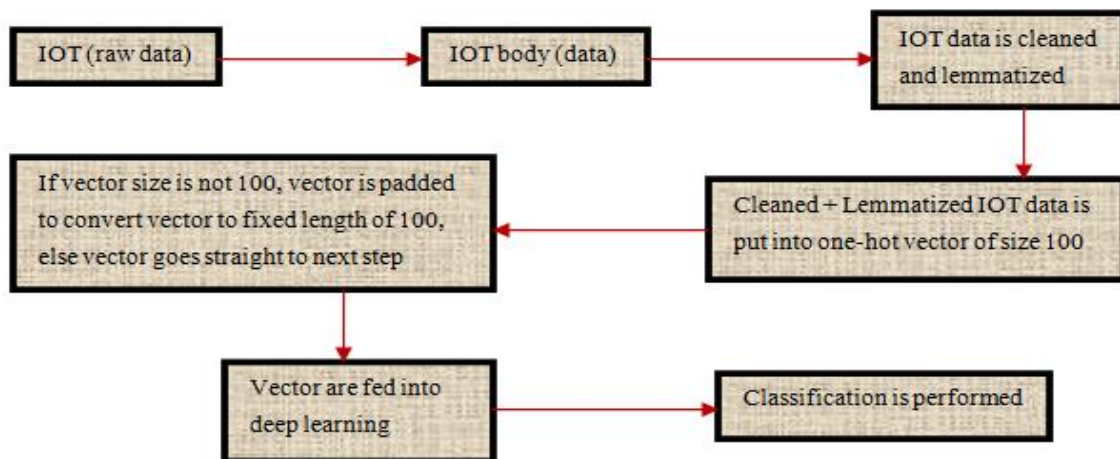 IOT (raw data)
IOT body (data)
IOT data is cleaned
and lemmatized
If vector size is not 100, vector is padded
to convert vector to fixed length of 100,
else vector goes straight to next step
Cleaned + Lemmatized IOT data is
put into one-hot vector of size 100
Vector are fed into
deep learning
Classification is performed